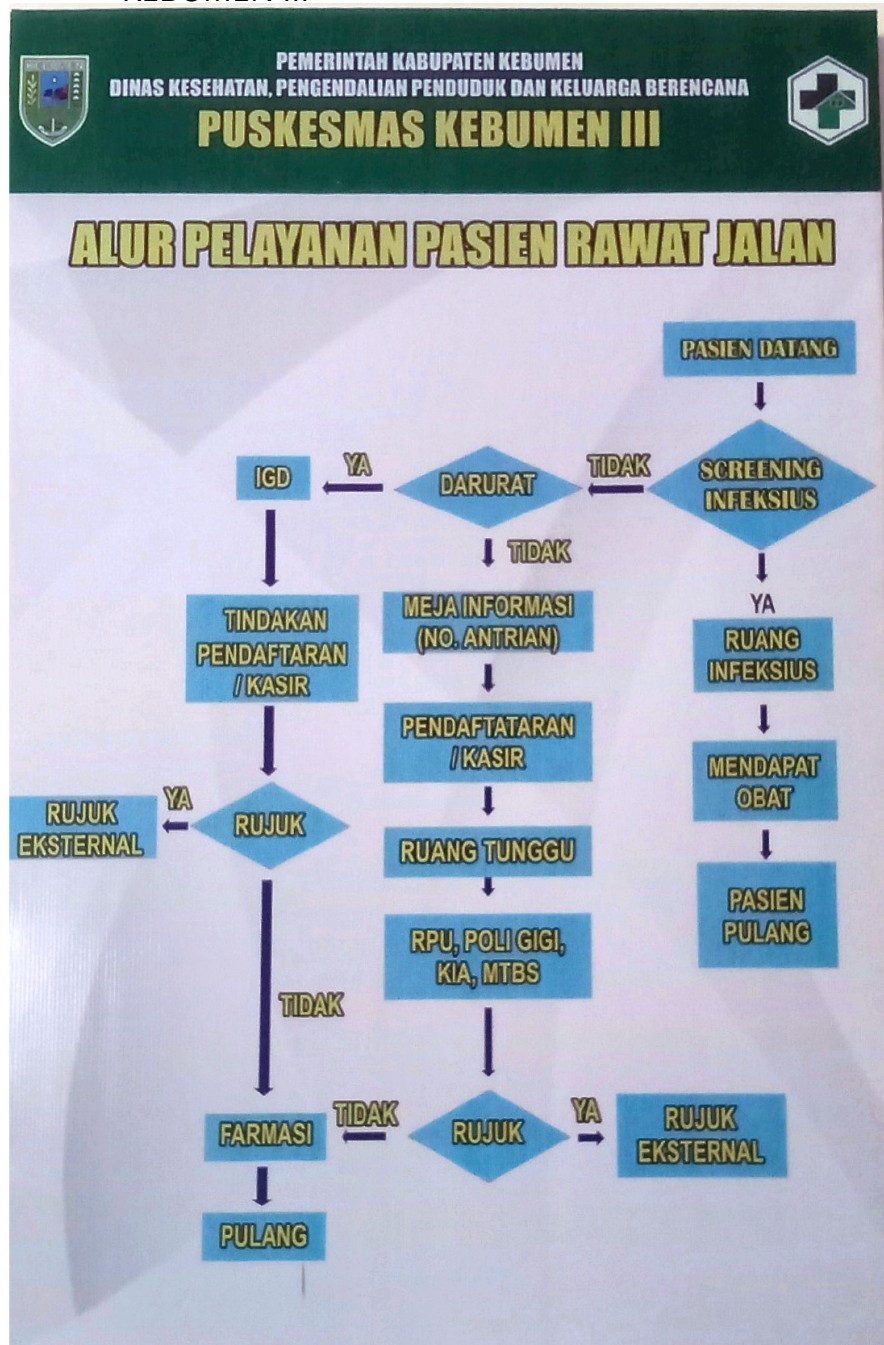 PEMERINTAH KABUPATEN KEBUMEN
DINAS KESEHATAN, PENGENDALIAN PENDUDUK DAN KELUARGA BERENCANA
PUSKESMAS KEBUMEN III
ALUR PELAYANAN PASIEN RAWAT JALAN
PASIEN DATANG
SCREENING
INFEKSIUS
TIDAK
DARURAT
YA
IGD
TIDAK
YA
TINDAKAN
PENDAFTARAN
/ KASIR
MEJA INFORMASI
(NO. ANTRIAN)
RUANG
INFEKSIUS
PENDAFTATARAN
/ KASIR
MENDAPAT
OBAT
RUJUK
EKSTERNAL
YA
RUJUK
RUANG TUNGGU
PASIEN
PULANG
RPU, POLI GIGI,
KIA, MTBS
TIDAK
FARMASI
TIDAK
RUJUK
YA
RUJUK
EKSTERNAL
PULANG